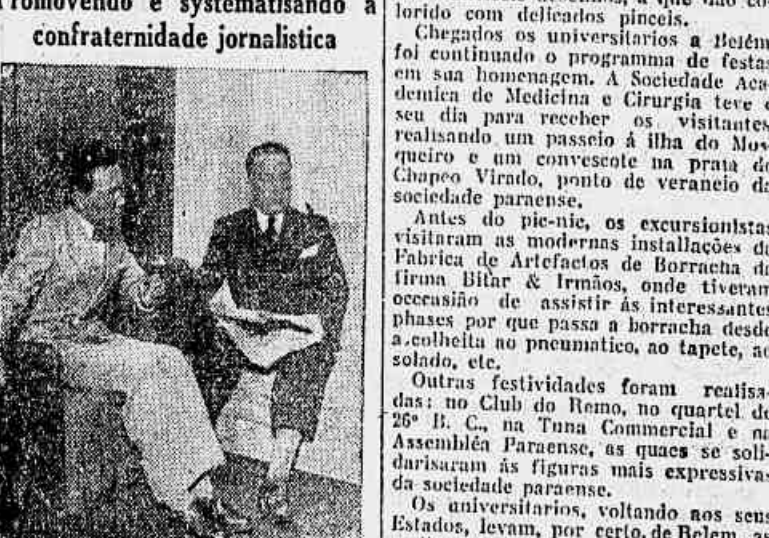 Promovendo e systematisando a
confraternidade jornalistica
lorido com delicados pinceis.
Chegados os universitarios a Belém
foi continuado o programma de festas
em sua homenagem. A Sociedade Aca-
demica de Medicina e Cirurgia teve o
seu dia para receber os visitantes,
realisando um passeio á ilha do Mos-
queiro e um convescote na praia do
Chapeo Virado, ponto de veraneio da
sociedade paraense.
Antes do pic-nic, os excursionistas
visitaram as modernas installações da
Fabrica de Artefactos de Borracha da
firma Bitar & Irmãos, onde tiveram
occasião de assistir ás interessantes
phases por que passa a borracha desde
a colheita ao pneumatico, ao tapete, ao
solado, etc.
Outras festividades foram realisa-
das: no Club do Remo, no quartel do
26º B. C., na Tuna Commercial e na
Assembléa Paraense, as quaes se soli-
darisaram ás figuras mais expressivas
da sociedade paraense.
Os universitarios, voltando aos seus
Estados, levam, por certo, de Belem, as